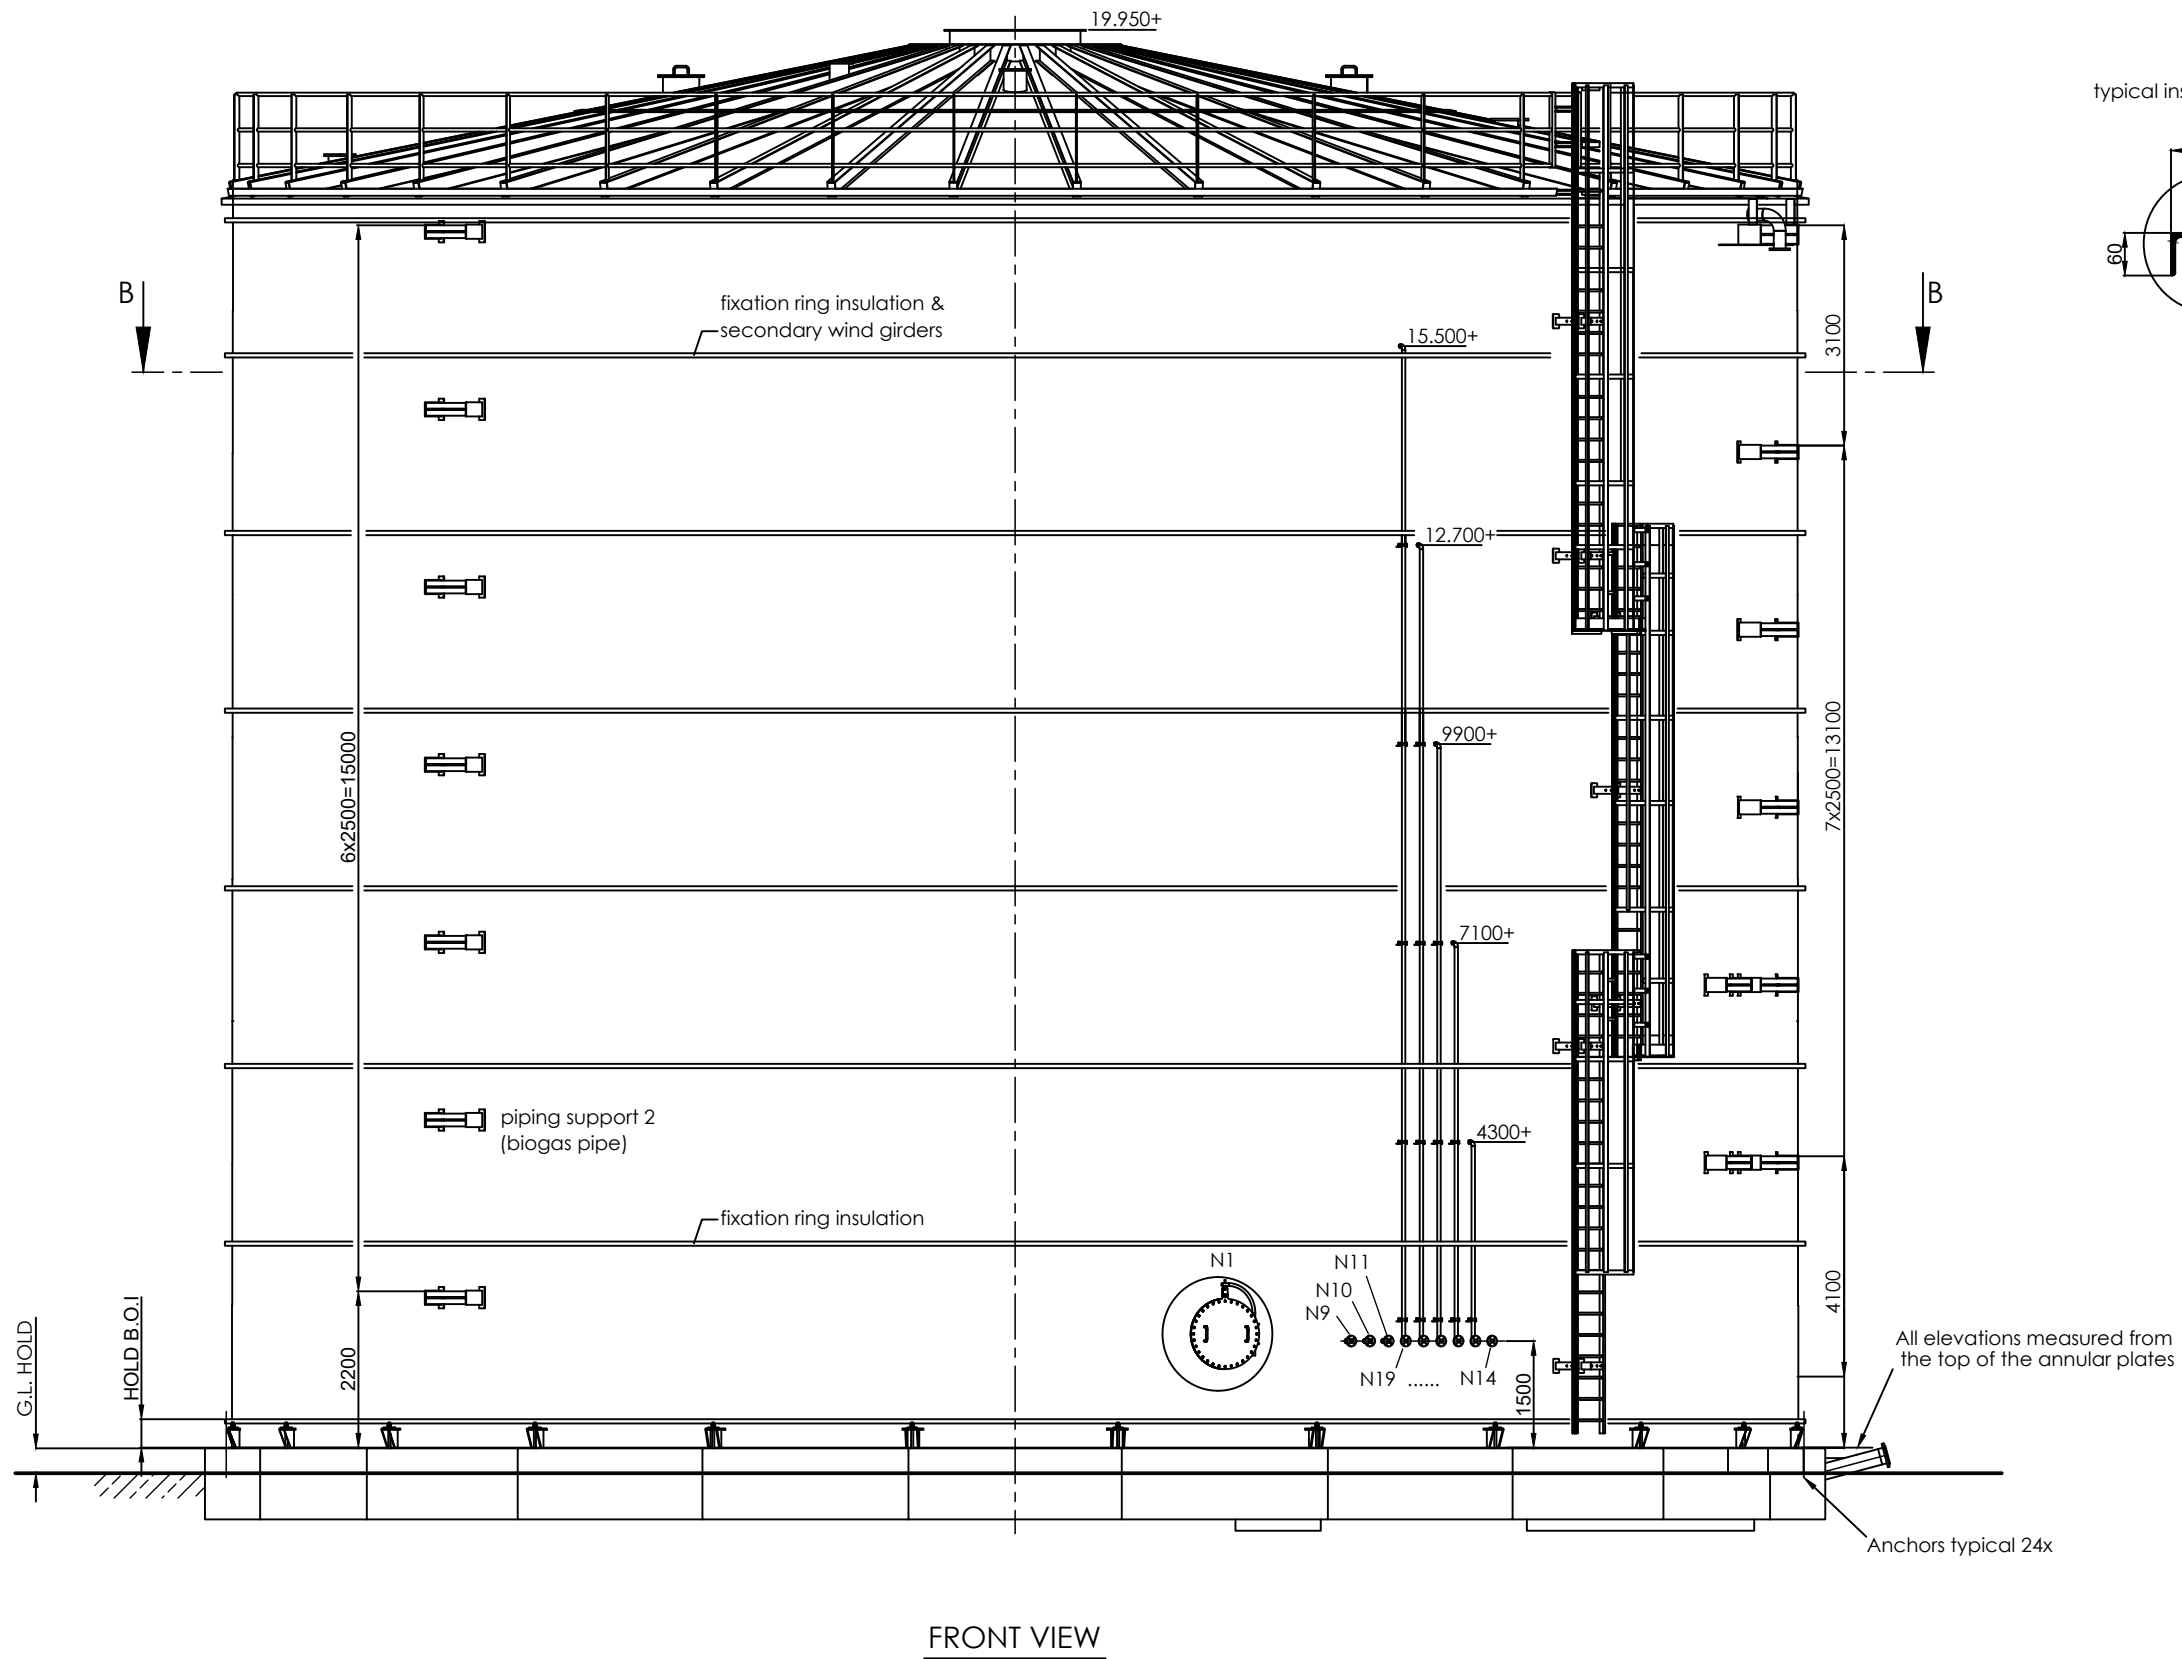 19.950+
typical ins
60
B
B
fixation ring insulation &
secondary wind girders
15.500+
3100
12.700+
9900+
6x2500=15000
7x2500=13100
7100+
4300+
piping support 2
(biogas pipe)
fixation ring insulation
N1
N11
N10
N9
N19 ...... N14
1500
4100
2200
HOLD B.O.I
G.L. HOLD
All elevations measured from
the top of the annular plates
Anchors typical 24x
FRONT VIEW